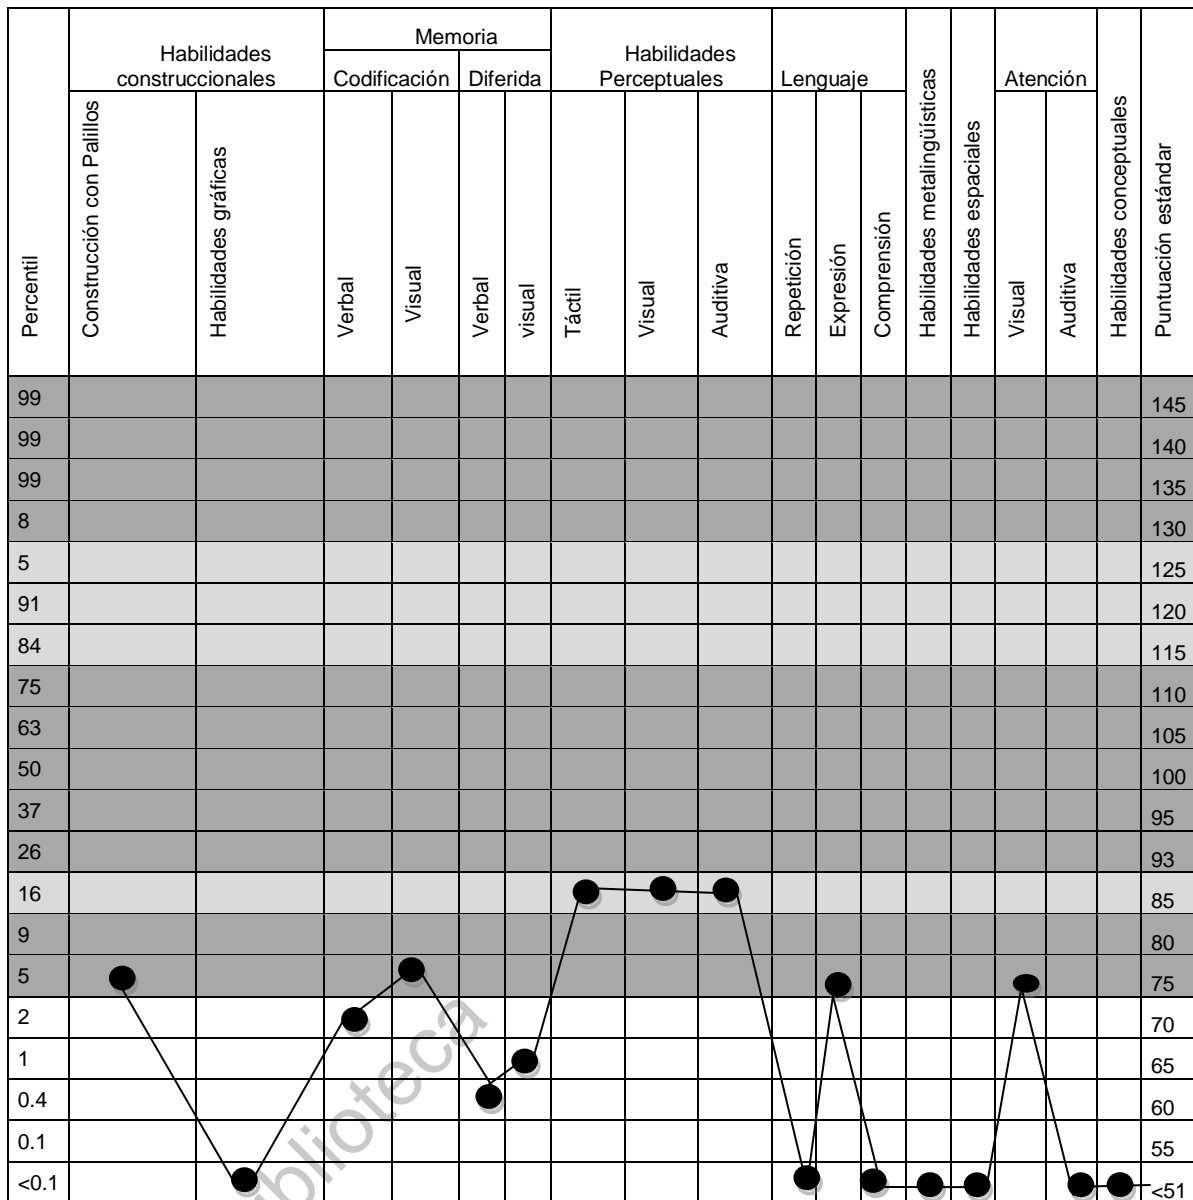 Habilidades
construccionales
Memoria
Codificación
Diferida
Habilidades
Perceptuales
Lenguaje
Atención
Percentil
Construcción con Palillos
Habilidades gráficas
Verbal
Visual
Verbal
visual
Táctil
Visual
Auditiva
Repetición
Expresión
Comprensión
Habilidades metalingüísticas
Habilidades espaciales
Visual
Auditiva
Habilidades conceptuales
Puntuación estándar
99 145
99 140
99 135
8 130
5 125
91 120
84 115
75 110
63 105
50 100
37 95
26 93
16 85
9 80
5 75
2 70
1 65
0.4 60
0.1 55
<0.1 <51
iblioteca